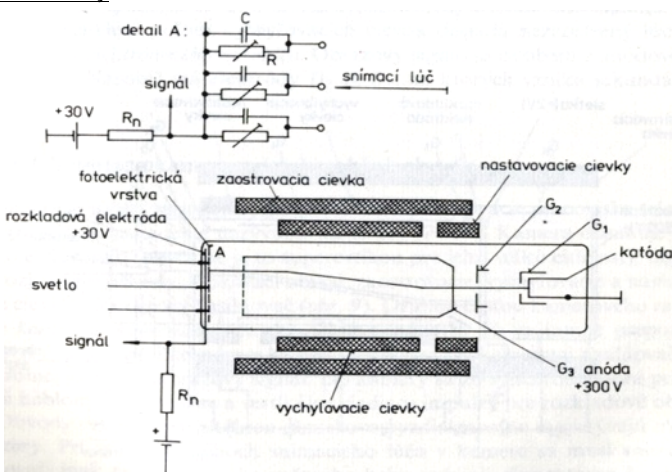 detail A:
C
R
signál
snímací lúč
+30 V
Rn
fotoelektrická
vrstva
zaostrovacia cievka
nastavovacie cievky
rozkladová elektróda
+30V
A
G2
G1
katóda
svetlo
signál
G3 anóda
+300 V
Rn
vychyľovacie cievky
+